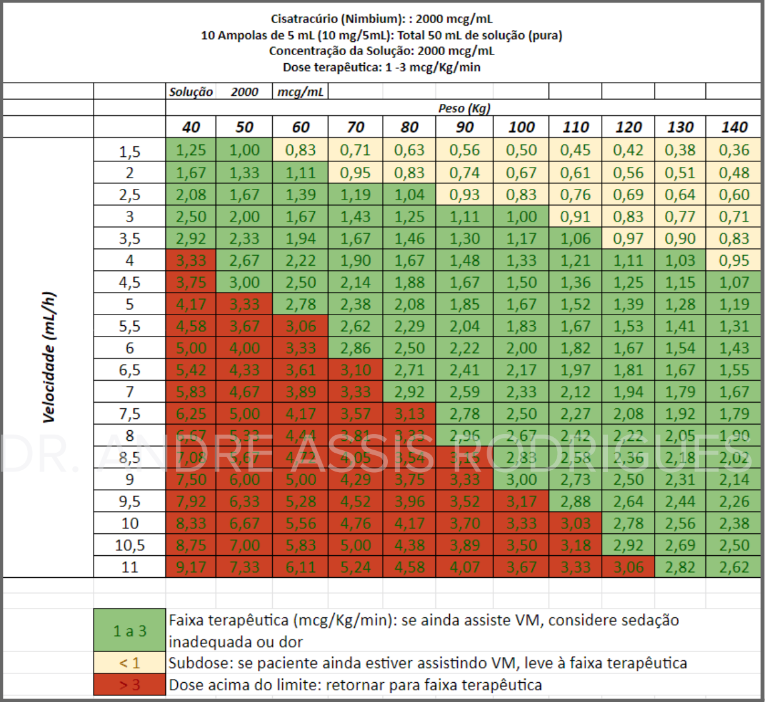 Cisatracúrio (Nimbium): : 2000 mcg/mL
10 Ampolas de 5 mL (10 mg/5mL): Total 50 mL de solução (pura)
Concentração da Solução: 2000 mcg/mL
Dose terapêutica: 1 -3 mcg/Kg/min
Solução 2000 mcg/mL
Peso (Kg)
40 50 60 70 80 90 100 110 120 130 140
Velocidade (mL/h)
1,5 1,25 1,00 0,83 0,71 0,63 0,56 0,50 0,45 0,42 0,38 0,36
2 1,67 1,33 1,11 0,95 0,83 0,74 0,67 0,61 0,56 0,51 0,48
2,5 2,08 1,67 1,39 1,19 1,04 0,93 0,83 0,76 0,69 0,64 0,60
3 2,50 2,00 1,67 1,43 1,25 1,11 1,00 0,91 0,83 0,77 0,71
3,5 2,92 2,33 1,94 1,67 1,46 1,30 1,17 1,06 0,97 0,90 0,83
4 3,33 2,67 2,22 1,90 1,67 1,48 1,33 1,21 1,11 1,03 0,95
4,5 3,75 3,00 2,50 2,14 1,88 1,67 1,50 1,36 1,25 1,15 1,07
5 4,17 3,33 2,78 2,38 2,08 1,85 1,67 1,52 1,39 1,28 1,19
5,5 4,58 3,67 3,06 2,62 2,29 2,04 1,83 1,67 1,53 1,41 1,31
6 5,00 4,00 3,33 2,86 2,50 2,22 2,00 1,82 1,67 1,54 1,43
6,5 5,42 4,33 3,61 3,10 2,71 2,41 2,17 1,97 1,81 1,67 1,55
7 5,83 4,67 3,89 3,33 2,92 2,59 2,33 2,12 1,94 1,79 1,67
7,5 6,25 5,00 4,17 3,57 3,13 2,78 2,50 2,27 2,08 1,92 1,79
8 6,67 5,33 4,44 3,81 3,33 2,96 2,67 2,42 2,22 2,05 1,90
DR. ANDRE ASSIS RODRIGUES
8,5 7,08 5,67 4,72 4,05 3,54 3,15 2,83 2,58 2,36 2,18 2,02
9 7,50 6,00 5,00 4,29 3,75 3,33 3,00 2,73 2,50 2,31 2,14
9,5 7,92 6,33 5,28 4,52 3,96 3,52 3,17 2,88 2,64 2,44 2,26
10 8,33 6,67 5,56 4,76 4,17 3,70 3,33 3,03 2,78 2,56 2,38
10,5 8,75 7,00 5,83 5,00 4,38 3,89 3,50 3,18 2,92 2,69 2,50
11 9,17 7,33 6,11 5,24 4,58 4,07 3,67 3,33 3,06 2,82 2,62
1 a 3 Faixa terapêutica (mcg/Kg/min): se ainda assiste VM, considere sedação
inadequada ou dor
< 1 Subdose: se paciente ainda estiver assistindo VM, leve à faixa terapêutica
> 3 Dose acima do limite: retornar para faixa terapêutica